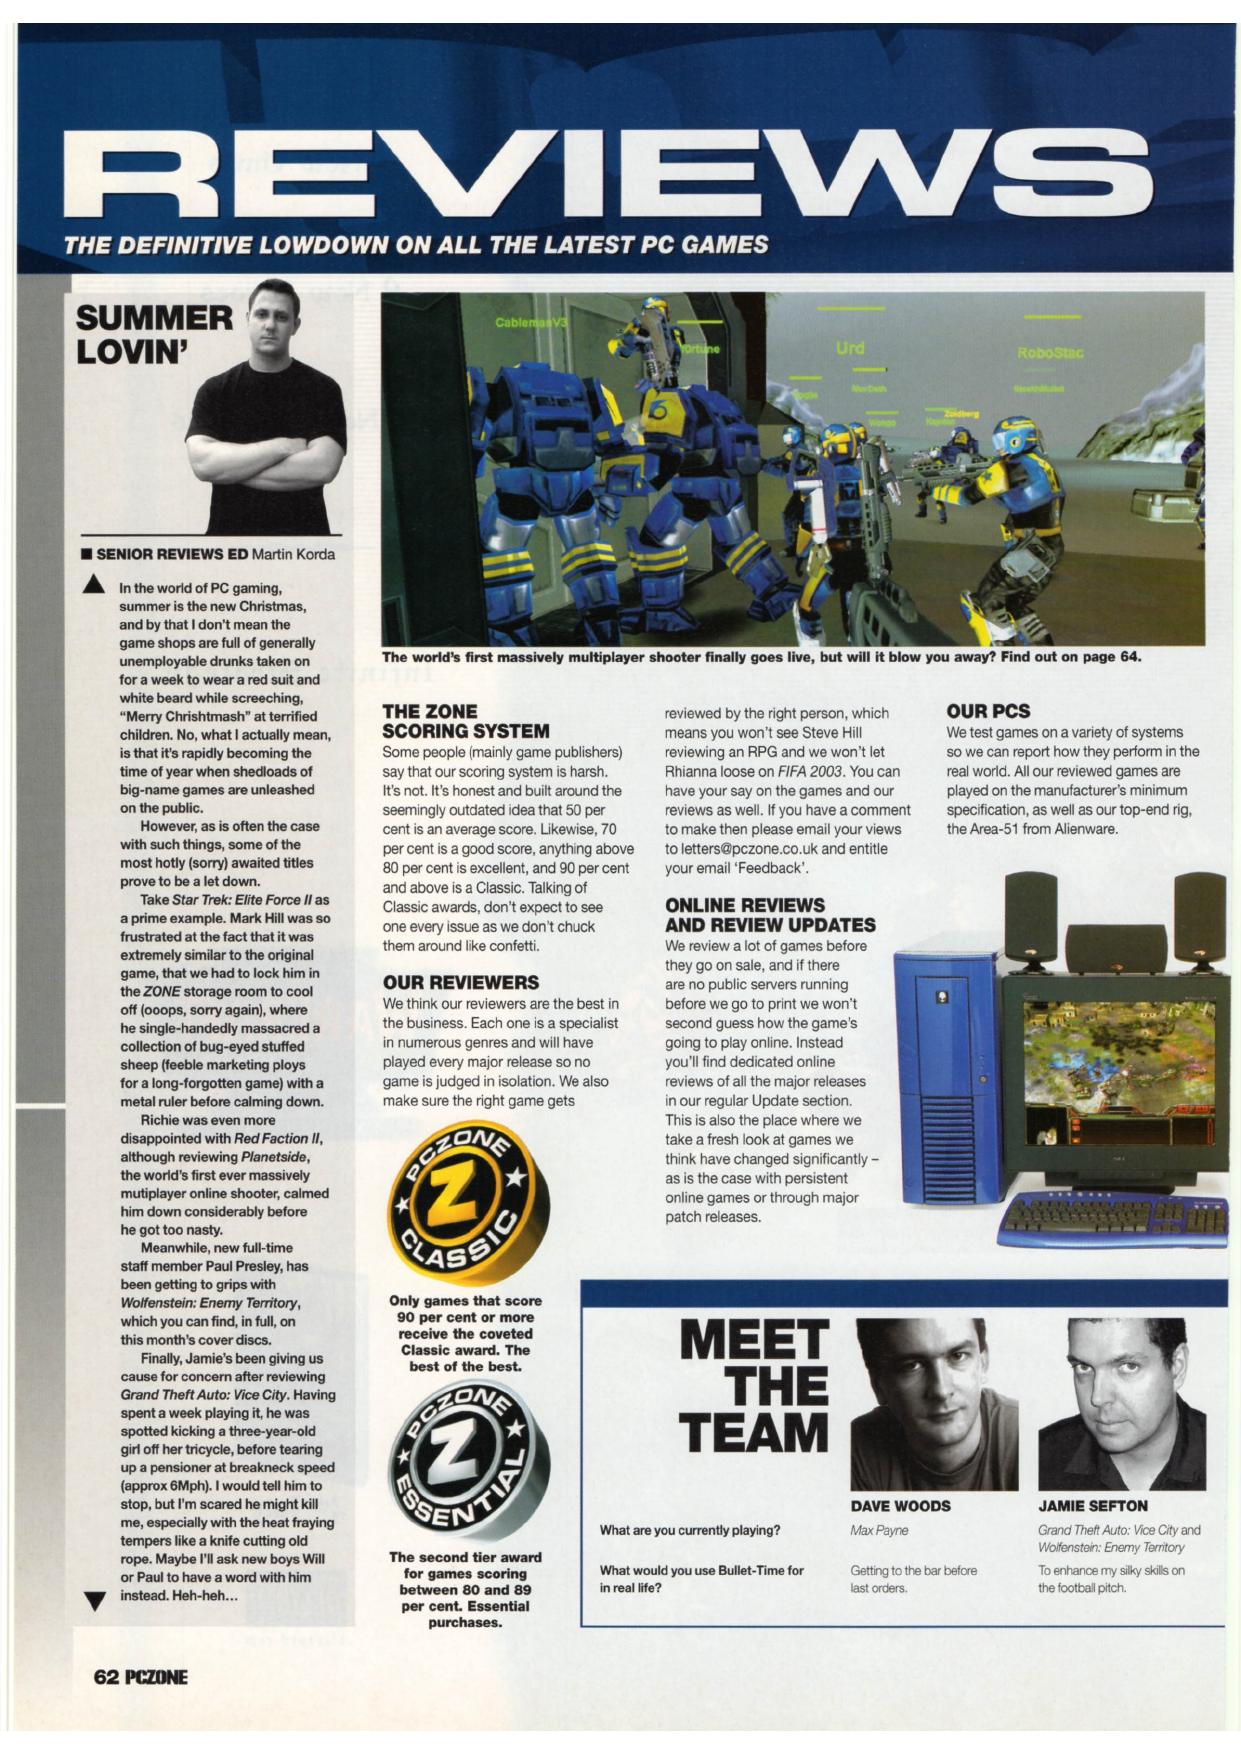 REVIEWS
THE DEFINITIVE LOWDOWN ON ALL THE LATEST PC GAMES
SUMMER
LOVIN'
■ SENIOR REVIEWS ED Martin Korda
In the world of PC gaming,
summer is the new Christmas,
and by that I don't mean the
game shops are full of generally
unemployable drunks taken on
for a week to wear a red suit and
white beard while screeching,
“Merry Chrishtmash” at terrified
children. No, what I actually mean,
is that it's rapidly becoming the
time of year when shedloads of
big-name games are unleashed
on the public.
However, as is often the case
with such things, some of the
most hotly (sorry) awaited titles
prove to be a let down.
Take Star Trek: Elite Force II as
a prime example. Mark Hill was so
frustrated at the fact that it was
extremely similar to the original
game, that we had to lock him in
the ZONE storage room to cool
off (ooops, sorry again), where
he single-handedly massacred a
collection of bug-eyed stuffed
sheep (feeble marketing ploys
for a long-forgotten game) with a
metal ruler before calming down.
Richie was even more
disappointed with Red Faction II,
although reviewing Planetside,
the world's first ever massively
mutiplayer online shooter, calmed
him down considerably before
he got too nasty.
Meanwhile, new full-time
staff member Paul Presley, has
been getting to grips with
Wolfenstein: Enemy Territory,
which you can find, in full, on
this month's cover discs.
Finally, Jamie's been giving us
cause for concern after reviewing
Grand Theft Auto: Vice City. Having
spent a week playing it, he was
spotted kicking a three-year-old
girl off her tricycle, before tearing
up a pensioner at breakneck speed
(approx 6Mph). I would tell him to
stop, but I'm scared he might kill
me, especially with the heat fraying
tempers like a knife cutting old
rope. Maybe I'll ask new boys Will
or Paul to have a word with him
instead. Heh-heh...
CablemanV3
Urd
RoboStac
Zoidberg
The world's first massively multiplayer shooter finally goes live, but will it blow you away? Find out on page 64.
THE ZONE
SCORING SYSTEM
Some people (mainly game publishers)
say that our scoring system is harsh.
It's not. It's honest and built around the
seemingly outdated idea that 50 per
cent is an average score. Likewise, 70
per cent is a good score, anything above
80 per cent is excellent, and 90 per cent
and above is a Classic. Talking of
Classic awards, don't expect to see
one every issue as we don't chuck
them around like confetti.
OUR REVIEWERS
We think our reviewers are the best in
the business. Each one is a specialist
in numerous genres and will have
played every major release so no
game is judged in isolation. We also
make sure the right game gets
PCZONE
Z
CLASSIC
Only games that score
90 per cent or more
receive the coveted
Classic award. The
best of the best.
PCZONE
Z
ESSENTIAL
The second tier award
for games scoring
between 80 and 89
per cent. Essential
purchases.
reviewed by the right person, which
means you won't see Steve Hill
reviewing an RPG and we won't let
Rhianna loose on FIFA 2003. You can
have your say on the games and our
reviews as well. If you have a comment
to make then please email your views
to letters@pczone.co.uk and entitle
your email 'Feedback'.
ONLINE REVIEWS
AND REVIEW UPDATES
We review a lot of games before
they go on sale, and if there
are no public servers running
before we go to print we won't
second guess how the game's
going to play online. Instead
you'll find dedicated online
reviews of all the major releases
in our regular Update section.
This is also the place where we
take a fresh look at games we
think have changed significantly –
as is the case with persistent
online games or through major
patch releases.
OUR PCS
We test games on a variety of systems
so we can report how they perform in the
real world. All our reviewed games are
played on the manufacturer's minimum
specification, as well as our top-end rig,
the Area-51 from Alienware.
MEET
THE
TEAM
DAVE WOODS
JAMIE SEFTON
What are you currently playing?
Max Payne
Grand Theft Auto: Vice City and
Wolfenstein: Enemy Territory
What would you use Bullet-Time for
in real life?
Getting to the bar before
last orders.
To enhance my silky skills on
the football pitch.
62 PCZONE